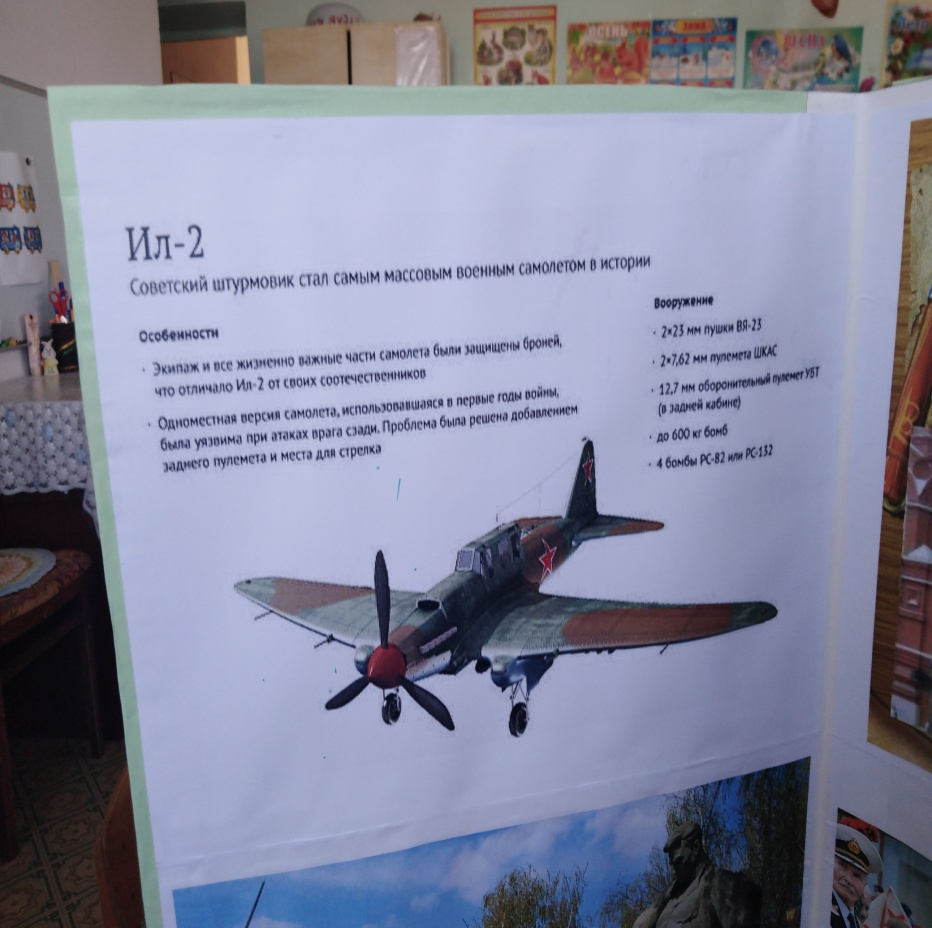 ОСЕНЬ
ЗИМА
ВЕСНА
Ил-2
Советский штурмовик стал самым массовым военным самолетом в истории
Особенности
· Экипаж и все жизненно важные части самолета были защищены броней,
что отличало Ил-2 от своих соотечественников
· Одноместная версия самолета, использовавшаяся в первые годы войны,
была уязвима при атаках врага сзади. Проблема была решена добавлением
заднего пулемета и места для стрелка
Вооружение
· 2×23 мм пушки ВЯ-23
· 2×7,62 мм пулемета ШКАС
· 12,7 мм оборонительный пулемет УБТ
(в задней кабине)
· до 600 кг бомб
· 4 бомбы РС-82 или РС-132